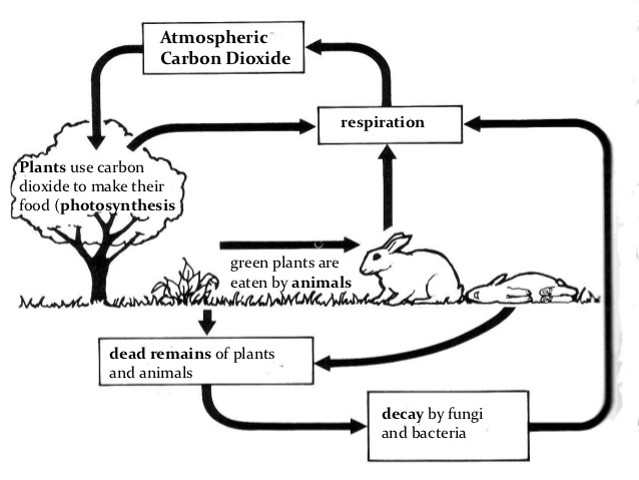 Atmospheric
Carbon Dioxide
respiration
Plants use carbon
dioxide to make their
food (photosynthesis
green plants are
eaten by animals
dead remains of plants
and animals
decay by fungi
and bacteria